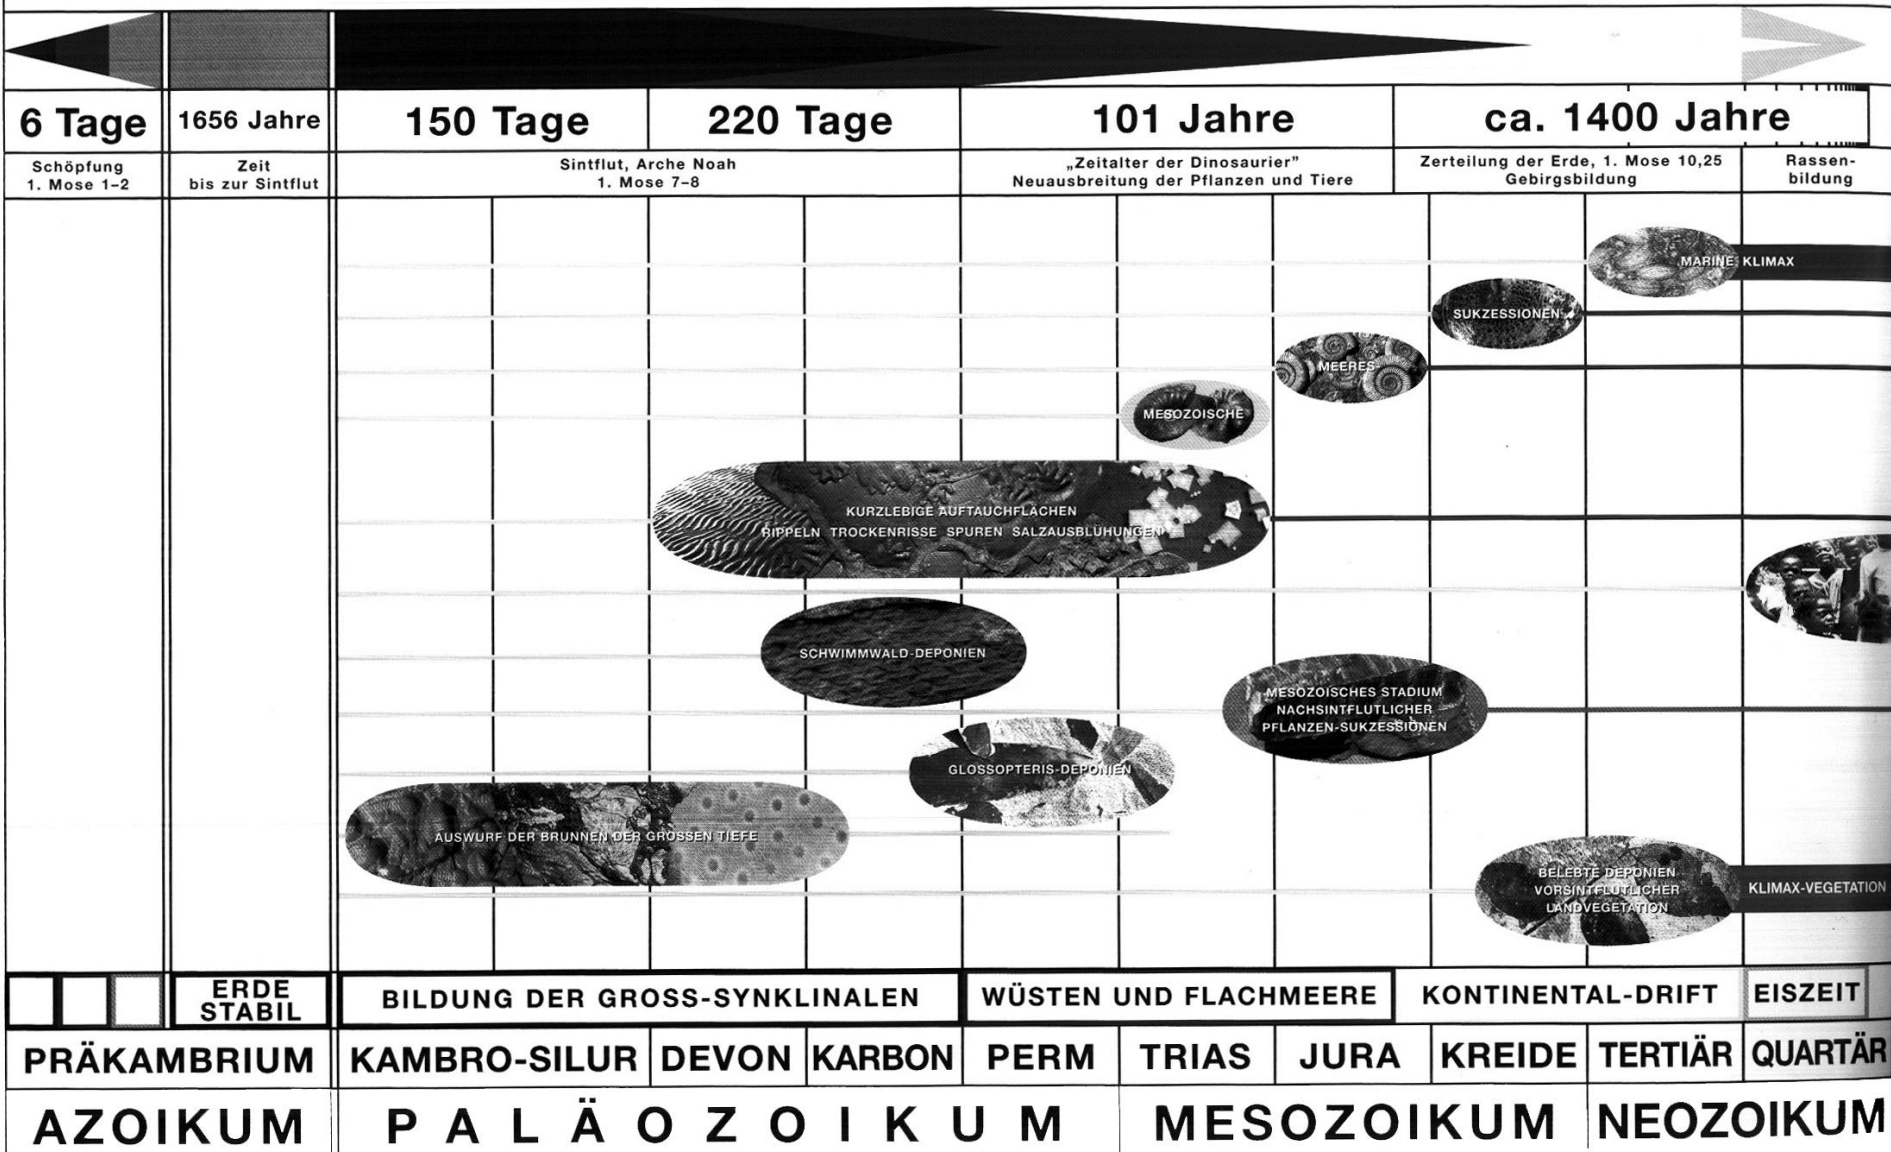 6 Tage
1656 Jahre
150 Tage
220 Tage
101 Jahre
ca. 1400 Jahre
Schöpfung
1. Mose 1–2
Zeit
bis zur Sintflut
Sintflut, Arche Noah
1. Mose 7–8
„Zeitalter der Dinosaurier”
Neuausbreitung der Pflanzen und Tiere
Zerteilung der Erde, 1. Mose 10,25
Gebirgsbildung
Rassen-
bildung
MARINE KLIMAX
SUKZESSIONEN
MEERES-
MESOZOISCHE
KURZLEBIGE AUFTAUCHFLÄCHEN
RIPPELN TROCKENRISSE SPUREN SALZAUSBLÜHUNGEN
SCHWIMMWALD-DEPONIEN
MESOZOISCHES STADIUM
NACHSINTFLUTLICHER
PFLANZEN-SUKZESSIONEN
GLOSSOPTERIS-DEPONIEN
AUSWURF DER BRUNNEN DER GROSSEN TIEFE
BELEBTE DEPONIEN
VORSINTFLUTLICHER
LANDVEGETATION
KLIMAX-VEGETATION
ERDE
STABIL
BILDUNG DER GROSS-SYNKLINALEN
WÜSTEN UND FLACHMEERE
KONTINENTAL-DRIFT
EISZEIT
PRÄKAMBRIUM
KAMBRO-SILUR
DEVON
KARBON
PERM
TRIAS
JURA
KREIDE
TERTIÄR
QUARTÄR
AZOIKUM
PALÄOZOIKUM
MESOZOIKUM
NEOZOIKUM